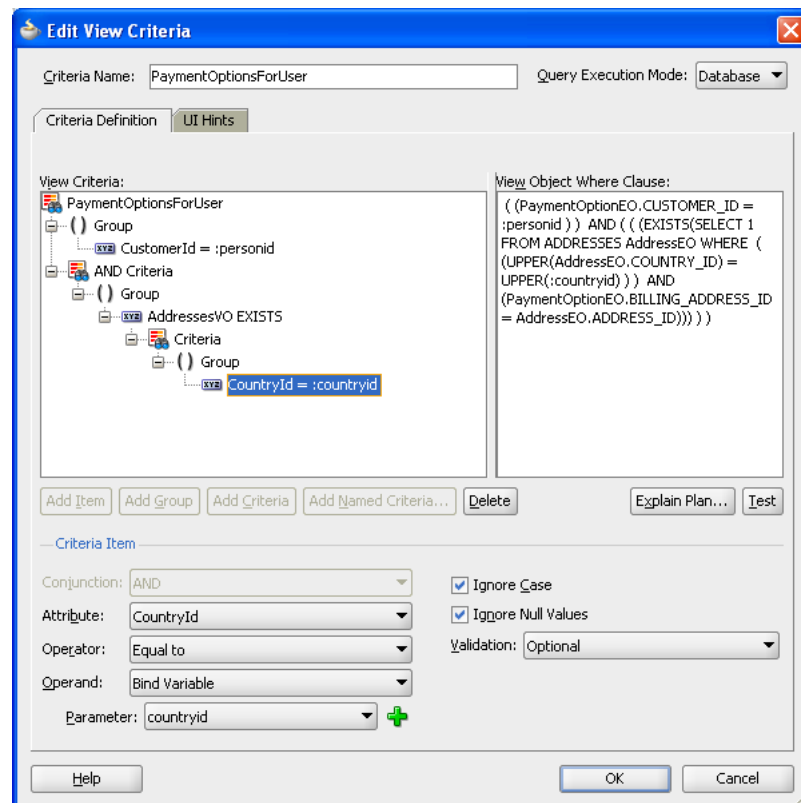 Edit View Criteria
Criteria Name: PaymentOptionsForUser Query Execution Mode: Database
Criteria Definition UI Hints
View Criteria:
PaymentOptionsForUser
( ) Group
CustomerId = :personid
AND Criteria
( ) Group
AddressesVO EXISTS
Criteria
( ) Group
CountryId = :countryid
View Object Where Clause:
( (PaymentOptionEO.CUSTOMER_ID =
:personid ) ) AND ( ( (EXISTS(SELECT 1
FROM ADDRESSES AddressEO WHERE (
(UPPER(AddressEO.COUNTRY_ID) =
UPPER(:countryid) ) ) AND
(PaymentOptionEO.BILLING_ADDRESS_ID
= AddressEO.ADDRESS_ID))) ) )
Add Item Add Group Add Criteria Add Named Criteria... Delete Explain Plan... Test
Criteria Item
Conjunction: AND
Attribute: CountryId
Operator: Equal to
Operand: Bind Variable
Parameter: countryid
Ignore Case
Ignore Null Values
Validation: Optional
Help OK Cancel